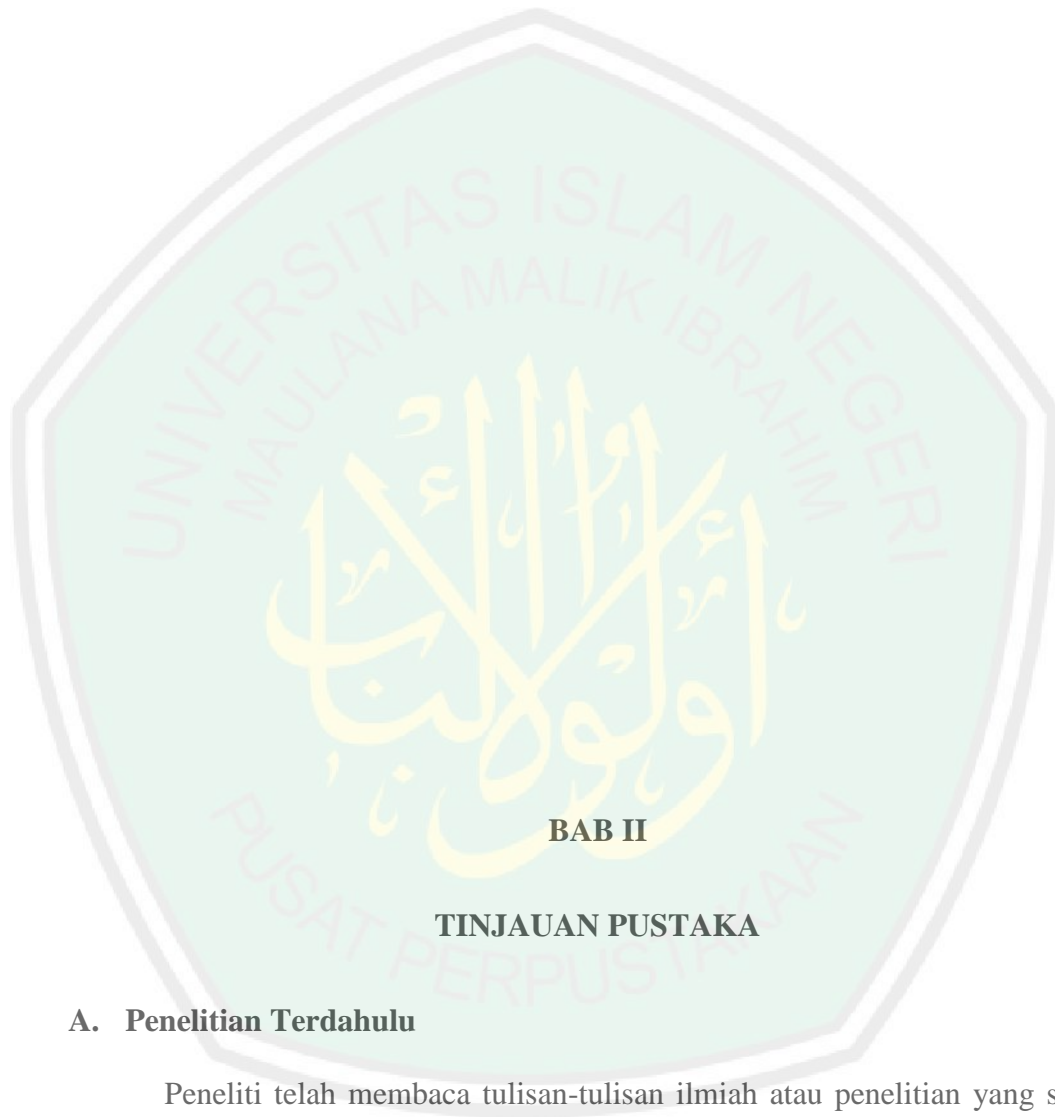 UNIVERSITAS ISLAM NEGERI
MAULANA MALIK IBRAHIM
أولوا الألباب
PUSAT PERPUSTAKAAN
BAB II
TINJAUAN PUSTAKA
A. Penelitian Terdahulu
Peneliti telah membaca tulisan-tulisan ilmiah atau penelitian yang s